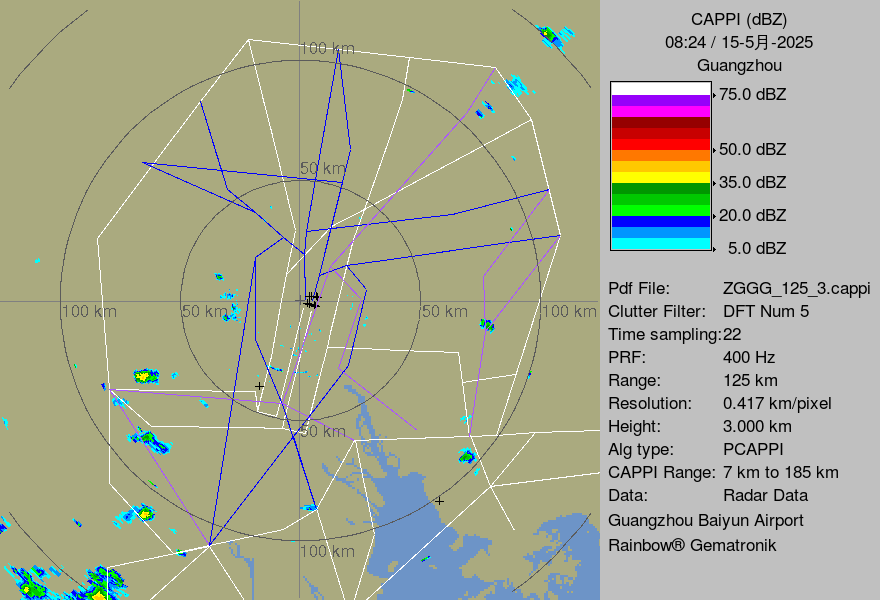 100 km
50 km
100 km
50 km
50 km
100 km
50 km
100 km
CAPPI (dBZ)
08:24 / 15-5月-2025
Guangzhou
75.0 dBZ
50.0 dBZ
35.0 dBZ
20.0 dBZ
5.0 dBZ
Pdf File: ZGGG_125_3.cappi
Clutter Filter: DFT Num 5
Time sampling:22
PRF: 400 Hz
Range: 125 km
Resolution: 0.417 km/pixel
Height: 3.000 km
Alg type: PCAPPI
CAPPI Range: 7 km to 185 km
Data: Radar Data
Guangzhou Baiyun Airport
Rainbow® Gematronik